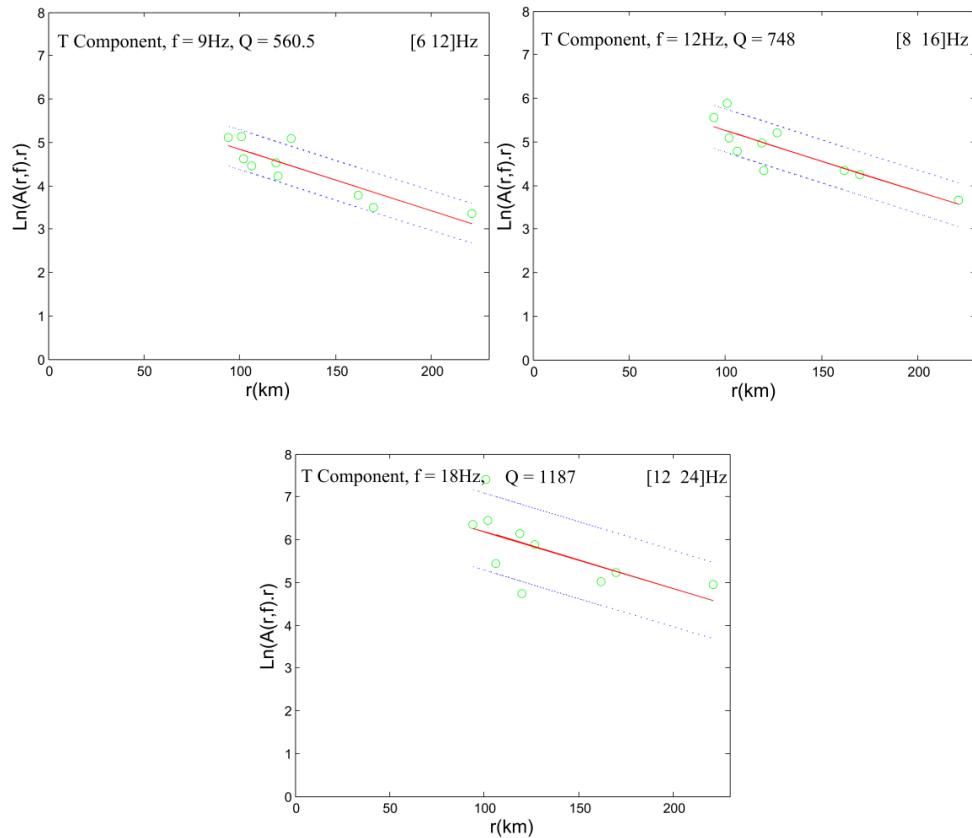 T Component, f = 9Hz, Q = 560.5 [6 12]Hz
8
7
6
5
4
3
2
1
0
Ln(A(r,f).r)
0 50 100 150 200
r(km)
T Component, f = 12Hz, Q = 748 [8 16]Hz
8
7
6
5
4
3
2
1
0
Ln(A(r,f).r)
0 50 100 150 200
r(km)
T Component, f = 18Hz, Q = 1187 [12 24]Hz
8
7
6
5
4
3
2
1
0
Ln(A(r,f).r)
0 50 100 150 200
r(km)